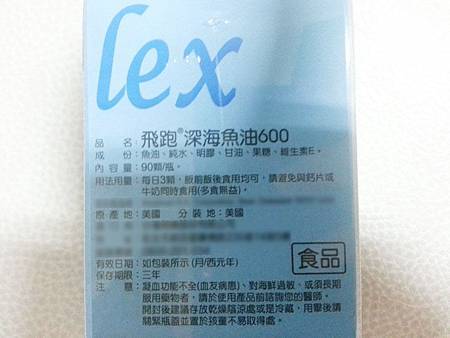 lex
品名:飛跑®深海魚油600
成份:魚油、純水、明膠、甘油、果糖、維生素E。
內容量:90顆/瓶。
用法用量:每日3顆,飯前飯後食用均可,請避免與鈣片或
牛奶同時食用(多食無益)。
原產地:美國 分裝地:美國
有效日期:如包裝所示(月/西元年)
保存期限:三年
食品
注意:凝血功能不全(血友病患)、對海鮮過敏、或須長期
服用藥物者,請於使用產品前諮詢您的醫師。
開封後建議存放乾燥陰涼處或是冷藏,用畢後請
關緊瓶蓋並置於孩童不易取得處。